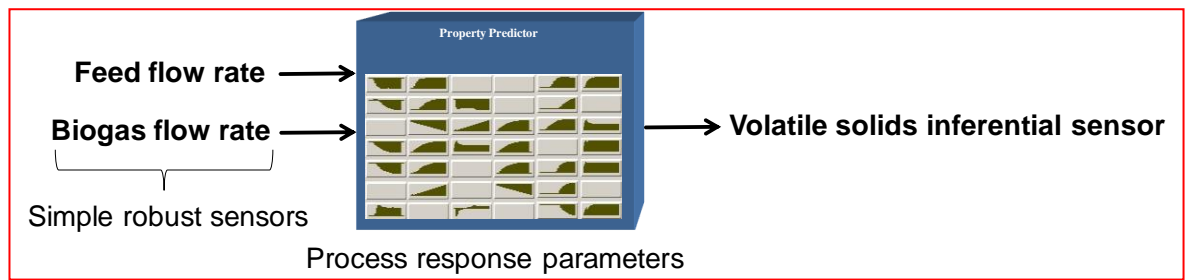 Property Predictor
Feed flow rate
Biogas flow rate
Volatile solids inferential sensor
Simple robust sensors
Process response parameters